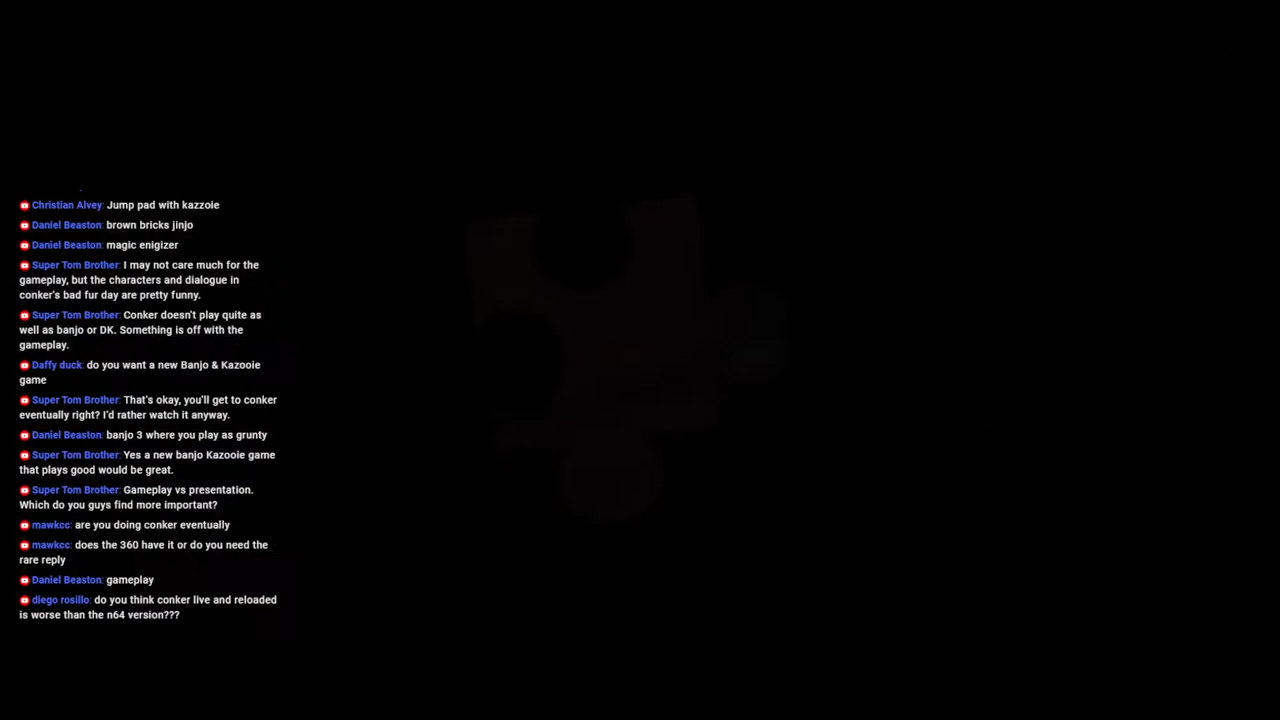 Christian Alvey: Jump pad with kazzoie
Daniel Beaston: brown bricks jinjo
Daniel Beaston: magic enigizer
Super Tom Brother: I may not care much for the
gameplay, but the characters and dialogue in
conker's bad fur day are pretty funny.
Super Tom Brother: Conker doesn't play quite as
well as banjo or DK. Something is off with the
gameplay.
Daffy duck: do you want a new Banjo & Kazooie
game
Super Tom Brother: That's okay, you'll get to conker
eventually right? I'd rather watch it anyway.
Daniel Beaston: banjo 3 where you play as grunty
Super Tom Brother: Yes a new banjo Kazooie game
that plays good would be great.
Super Tom Brother: Gameplay vs presentation.
Which do you guys find more important?
mawkcc: are you doing conker eventually
mawkcc: does the 360 have it or do you need the
rare reply
Daniel Beaston: gameplay
diego rosillo: do you think conker live and reloaded
is worse than the n64 version???